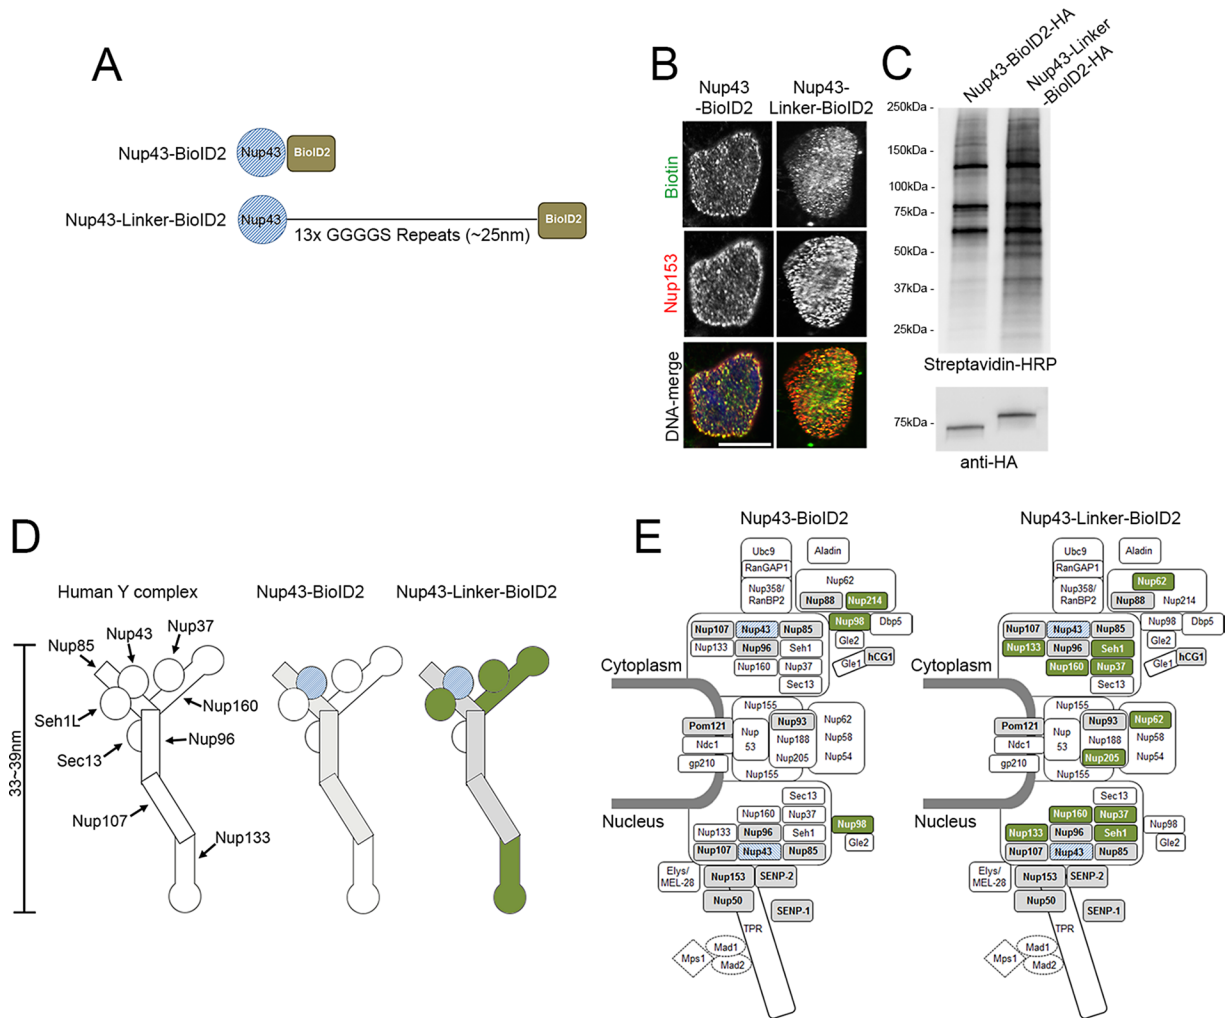 A
Nup43-BioID2
Nup43
BioID2
Nup43-Linker-BioID2
Nup43
BioID2
13x GGGGS Repeats (~25nm)
B
Nup43
-BioID2
Nup43-
Linker-BioID2
Biotin
Nup153
DNA-merge
C
Nup43-BioID2-HA
Nup43-Linker
-BioID2-HA
250kDa -
150kDa -
100kDa -
75kDa -
50kDa -
37kDa -
25kDa -
Streptavidin-HRP
75kDa -
anti-HA
D
Human Y complex
Nup43-BioID2
Nup43-Linker-BioID2
33~39nm
Nup85
Nup43
Nup37
Seh1L
Nup160
Sec13
Nup96
Nup107
Nup133
E
Nup43-BioID2
Ubc9
Aladin
RanGAP1
Nup358/
RanBP2
Nup62
Nup88
Nup214
Nup107
Nup43
Nup85
Nup98
Dbp5
Nup133
Nup96
Seh1
Gle2
Nup160
Nup37
Gle1
hCG1
Sec13
Cytoplasm
Nup155
Pom121
Nup93
Nup62
Ndc1
Nup
53
Nup188
Nup58
gp210
Nup205
Nup54
Nup155
Nucleus
Sec13
Nup160
Nup37
Nup133
Nup96
Seh1
Nup98
Nup107
Nup43
Nup85
Gle2
Elys/
MEL-28
Nup153
SENP-2
Nup50
SENP-1
TPR
Mps1
Mad1
Mad2
Nup43-Linker-BioID2
Ubc9
Aladin
RanGAP1
Nup358/
RanBP2
Nup62
Nup88
Nup214
Nup107
Nup43
Nup85
Nup98
Dbp5
Nup133
Nup96
Seh1
Gle2
Nup160
Nup37
Gle1
hCG1
Sec13
Cytoplasm
Nup155
Pom121
Nup93
Nup62
Ndc1
Nup
53
Nup188
Nup58
gp210
Nup205
Nup54
Nup155
Nucleus
Sec13
Nup160
Nup37
Nup133
Nup96
Seh1
Nup98
Nup107
Nup43
Nup85
Gle2
Elys/
MEL-28
Nup153
SENP-2
Nup50
SENP-1
TPR
Mps1
Mad1
Mad2